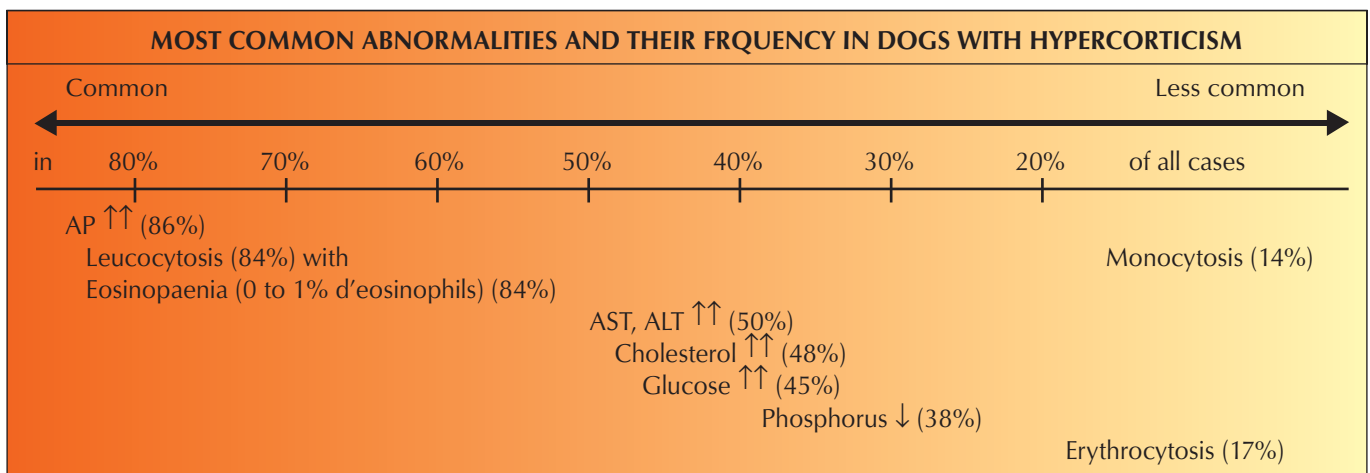 MOST COMMON ABNORMALITIES AND THEIR FRQUENCY IN DOGS WITH HYPERCORTICISM
Common Less common
in 80% 70% 60% 50% 40% 30% 20% of all cases
AP ↑↑ (86%)
Leucocytosis (84%) with Monocytosis (14%)
Eosinopaenia (0 to 1% d’eosinophils) (84%)
AST, ALT ↑↑ (50%)
Cholesterol ↑↑ (48%)
Glucose ↑↑ (45%)
Phosphorus ↓ (38%)
Erythrocytosis (17%)